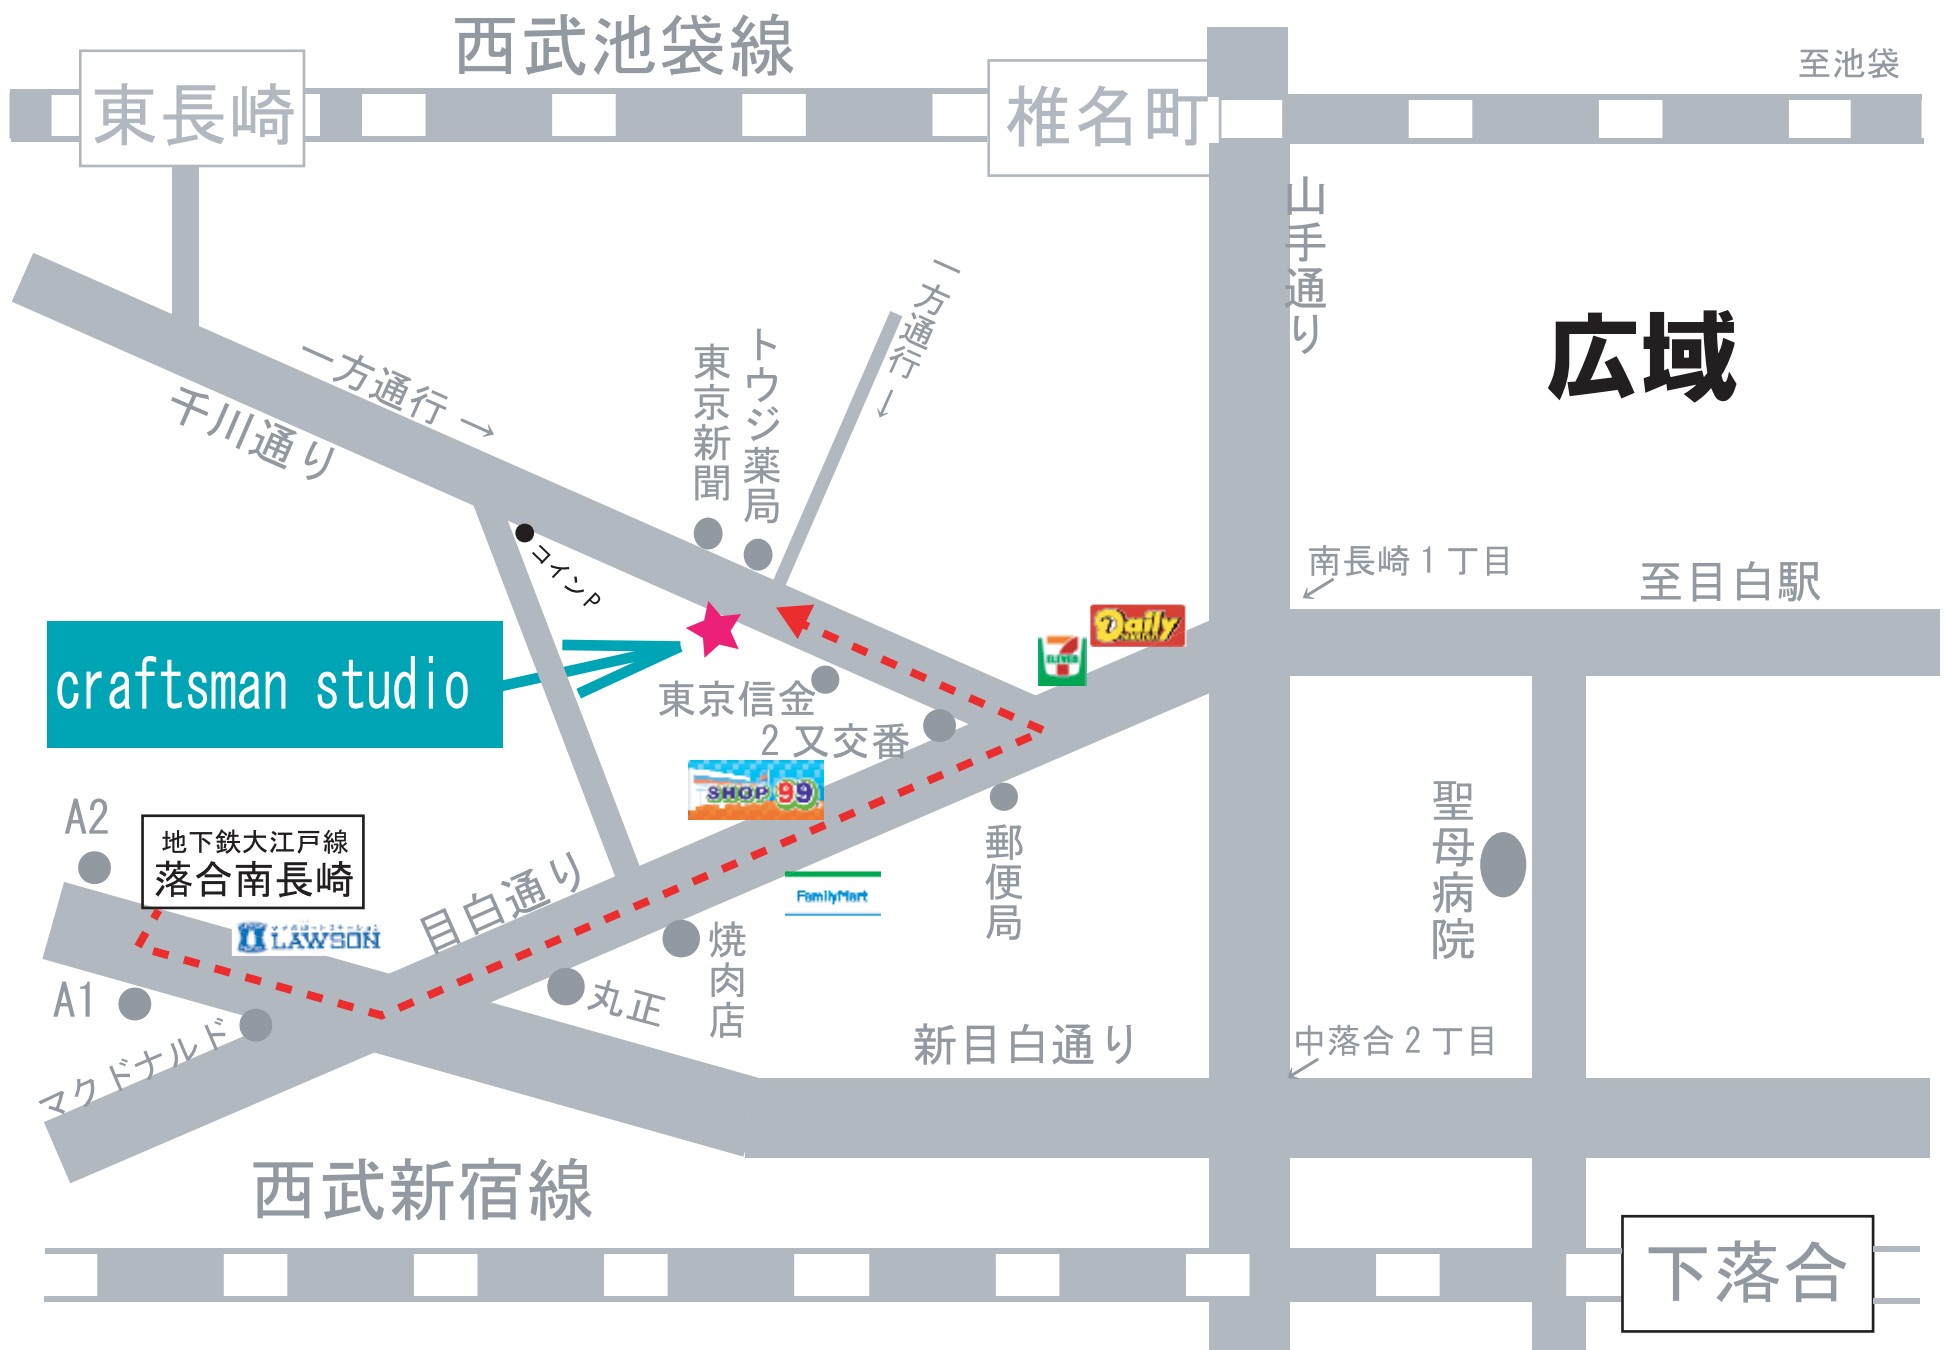 西武池袋線
至池袋
東長崎
椎名町
山手通り
一方通行 →
千川通り
東京新聞
トウジ薬局
一方通行 →
広域
コインP
南長崎1丁目
至目白駅
Daily
7
ELEVEN
craftsman studio
東京信金
2又交番
SHOP 99
A2
地下鉄大江戸線
落合南長崎
LAWSON
目白通り
FamilyMart
郵便局
聖母病院
焼肉店
丸正
A1
マクドナルド
新目白通り
中落合2丁目
西武新宿線
下落合